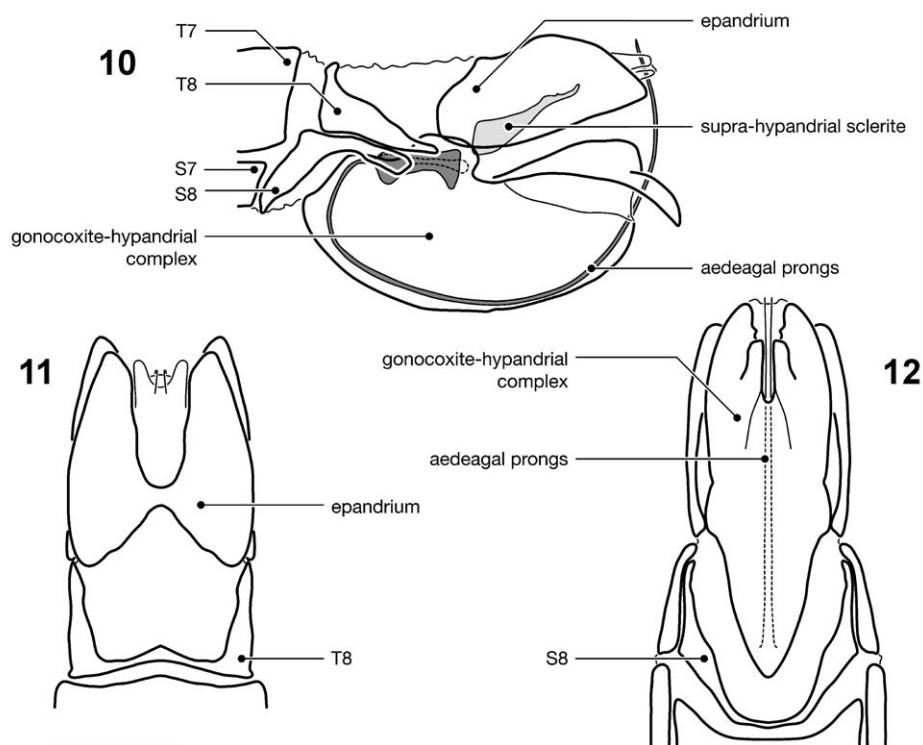 10
T7
T8
S7
S8
gonocoxite-hypandrial
complex
epandrium
supra-hypandrial sclerite
aedeagal prongs
11
epandrium
T8
12
gonocoxite-hypandrial
complex
aedeagal prongs
S8